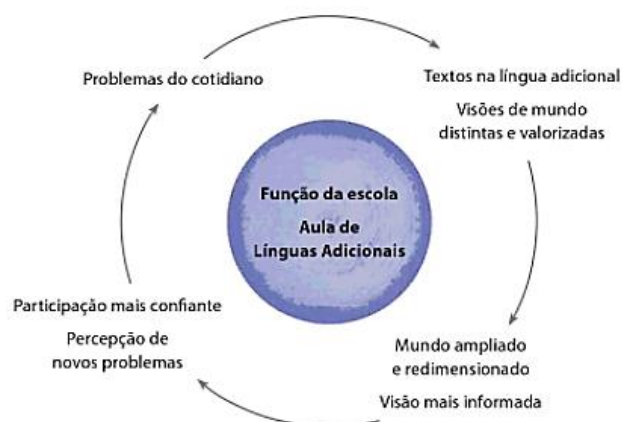 Problemas do cotidiano
Textos na língua adicional
Visões de mundo
distintas e valorizadas
Função da escola
Aula de
Línguas Adicionais
Participação mais confiante
Percepção de
novos problemas
Mundo ampliado
e redimensionado
Visão mais informada